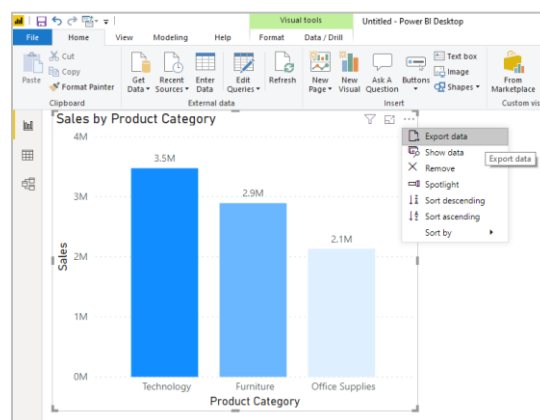 Visual tools Untitled - Power BI Desktop
File Home View Modeling Help Format Data / Drill
Paste
Cut
Copy
Format Painter
Clipboard
Get Data
Recent Sources
Enter Data
Edit Queries
External data
Refresh
New Page
New Visual
Ask A Question
Buttons
Text box
Image
Shapes
Insert
From Marketplace
Custom vis
Sales by Product Category
Export data
Show data
Export data
Remove
Spotlight
Sort descending
Sort ascending
Sort by
4M
3M
2M
1M
0M
Sales
3.5M
2.9M
2.1M
Technology Furniture Office Supplies
Product Category